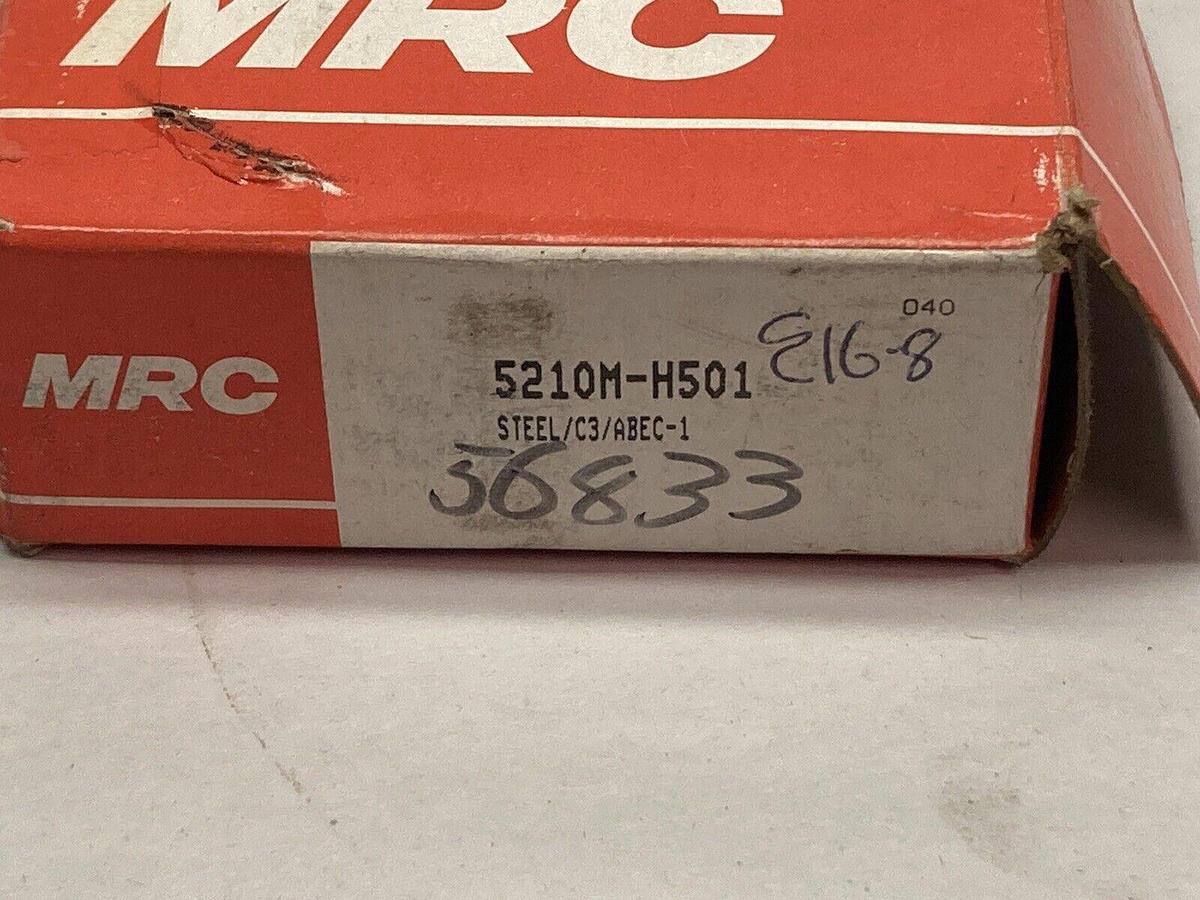 MRC
040
MRC
5210M-H501
E16-8
STEEL/C3/ABEC-1
56833